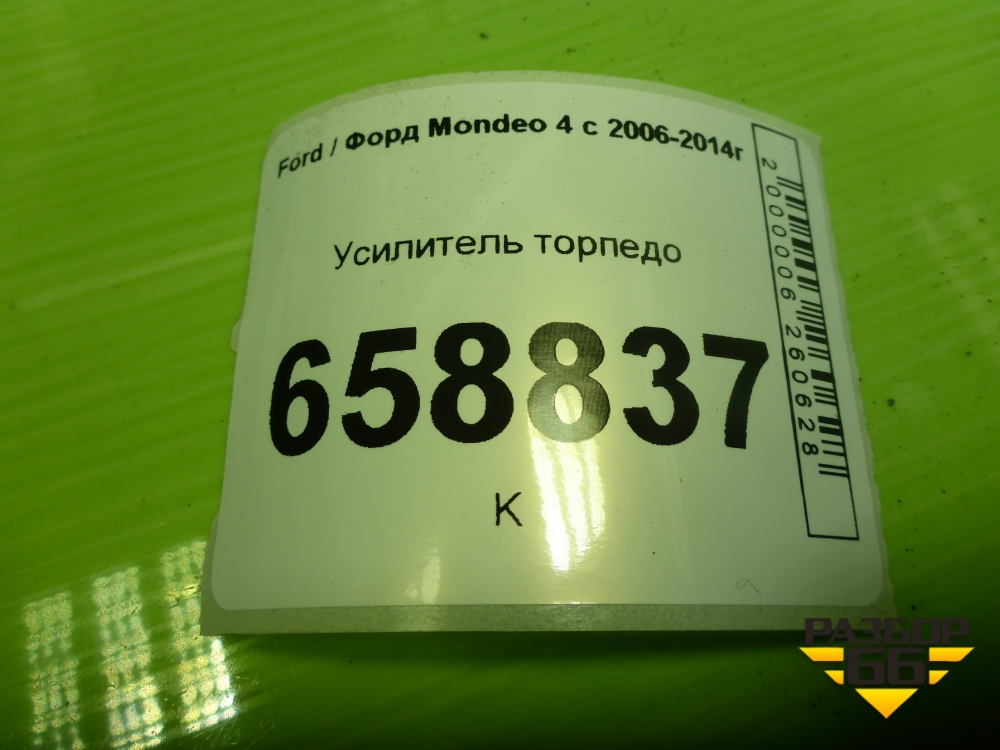 Ford / Форд Mondeo 4 с 2006-2014г
Усилитель торпедо
658837
К
2000006260628
РАЗБОР
66